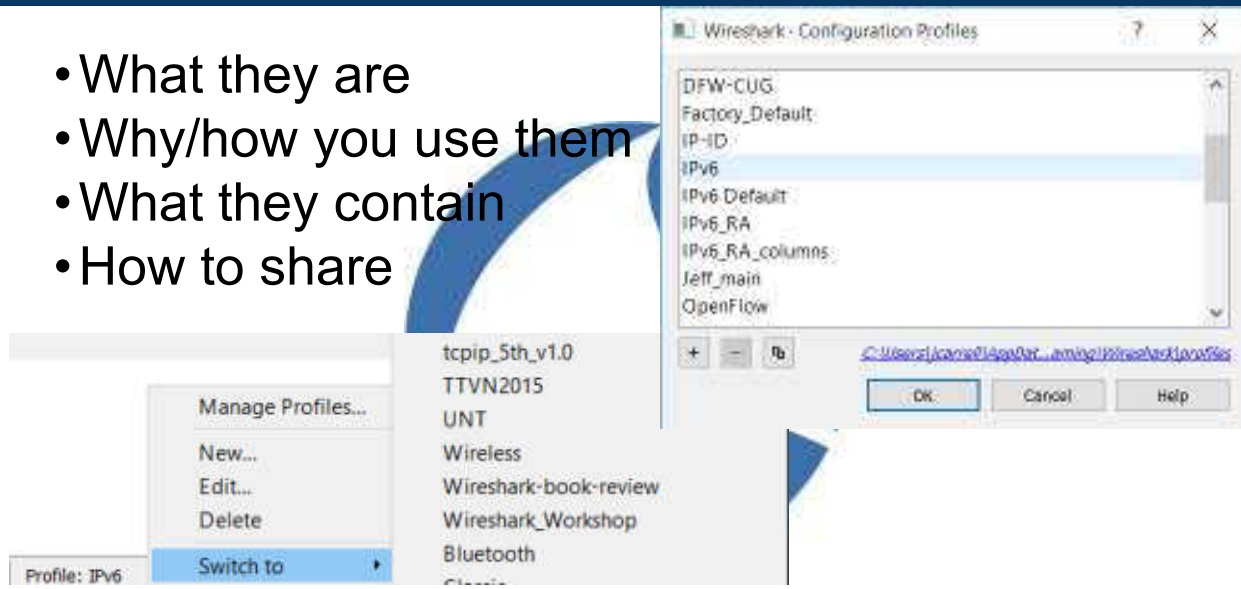 • What they are
• Why/how you use them
• What they contain
• How to share
Wireshark · Configuration Profiles
?
DFW-CUG
Factory_Default
IP-ID
IPv6
IPv6 Default
IPv6_RA
IPv6_RA_columns
Jeff_main
OpenFlow
OK
Cancel
Help
Manage Profiles...
New...
Edit...
Delete
Switch to
Profile: IPv6
tcpip_5th_v1.0
TTVN2015
UNT
Wireless
Wireshark-book-review
Wireshark_Workshop
Bluetooth